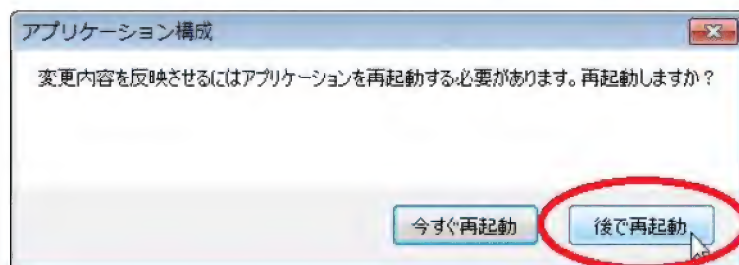 アプリケーション構成
変更内容を反映させるにはアプリケーションを再起動する必要があります。再起動しますか？
今すぐ再起動
後で再起動